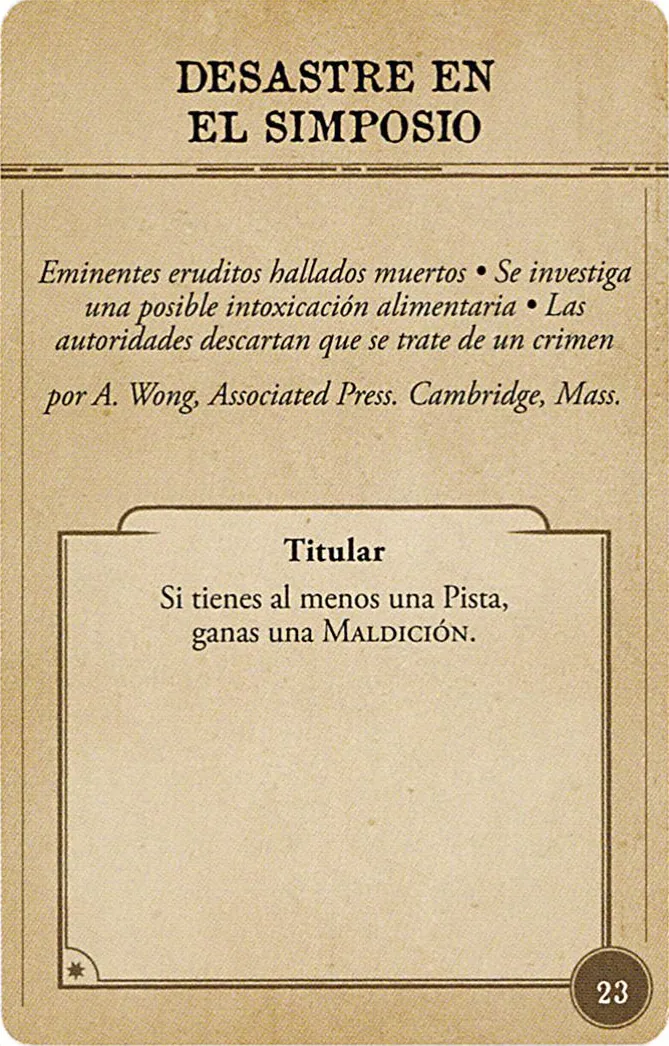 DESASTRE EN
EL SIMPOSIO
Eminentes eruditos hallados muertos • Se investiga
una posible intoxicación alimentaria • Las
autoridades descartan que se trate de un crimen
por A. Wong, Associated Press. Cambridge, Mass.
Titular
Si tienes al menos una Pista,
ganas una MALDICIÓN.
23